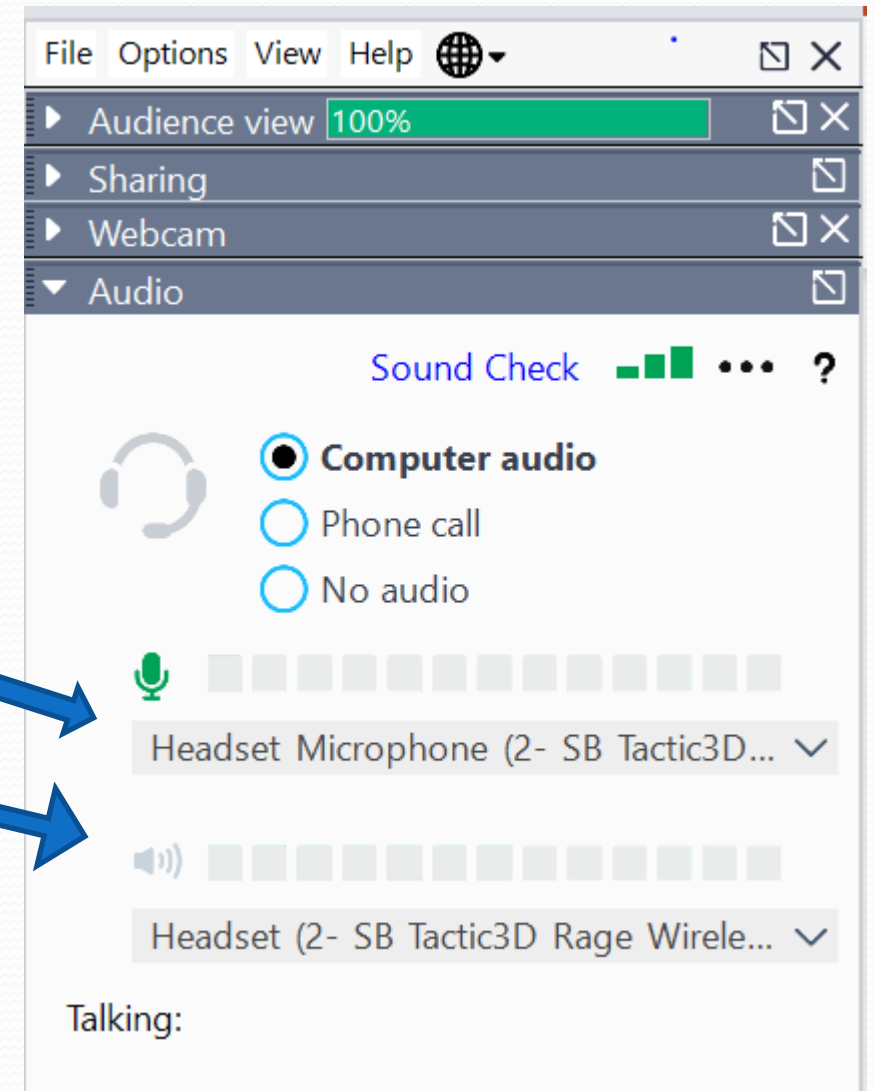 File Options View Help
Audience view 100%
Sharing
Webcam
Audio
Sound Check ... ?
Computer audio
Phone call
No audio
Headset Microphone (2- SB Tactic3D...
Headset (2- SB Tactic3D Rage Wirele...
Talking: